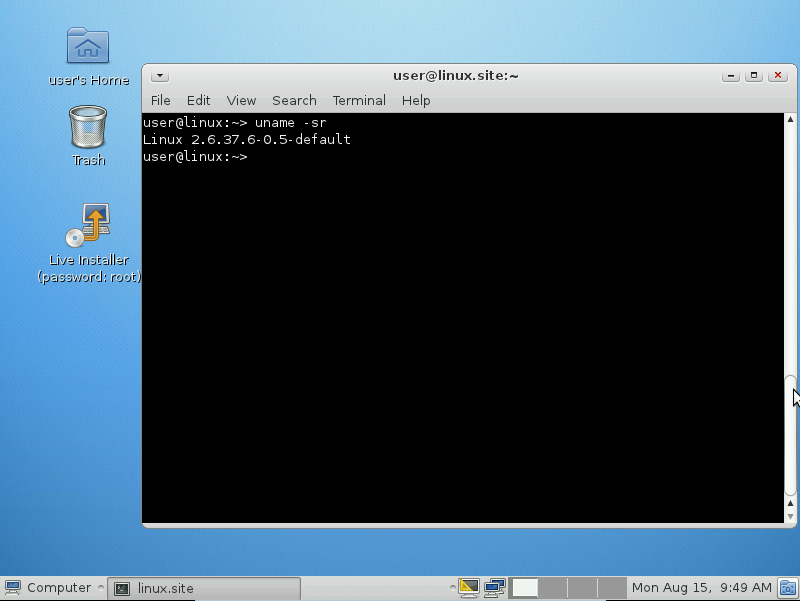 user's Home
Trash
Live Installer
(password: root)
user@linux.site:~
File Edit View Search Terminal Help
user@linux:~> uname -sr
Linux 2.6.37.6-0.5-default
user@linux:~>
Computer
linux.site
Mon Aug 15, 9:49 AM